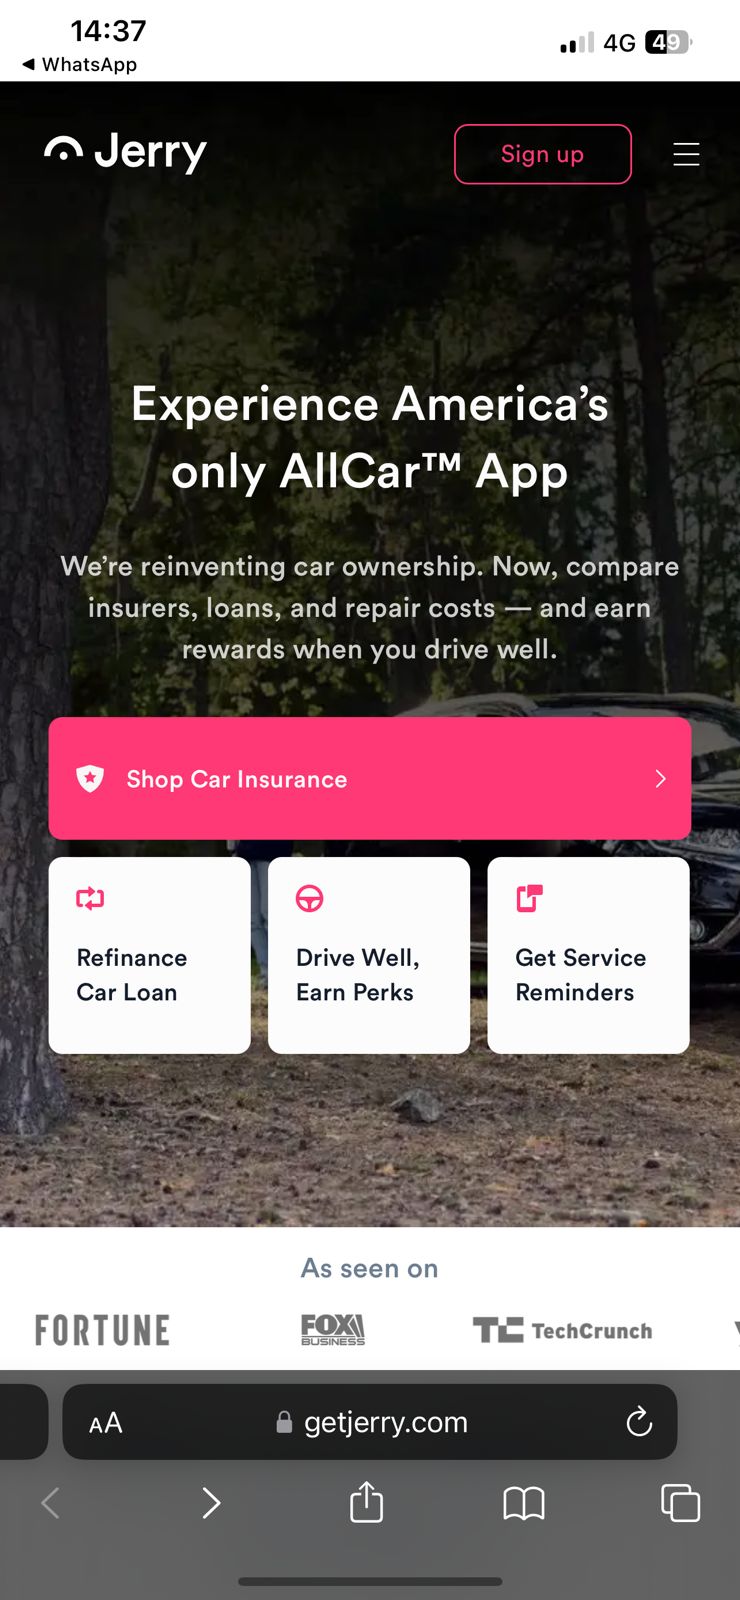 14:37
4G 49
◀ WhatsApp
Jerry
Sign up
Experience America’s
only AllCar™ App
We’re reinventing car ownership. Now, compare
insurers, loans, and repair costs — and earn
rewards when you drive well.
Shop Car Insurance
Refinance
Car Loan
Drive Well,
Earn Perks
Get Service
Reminders
As seen on
FORTUNE
FOX
BUSINESS
TechCrunch
AA
getjerry.com